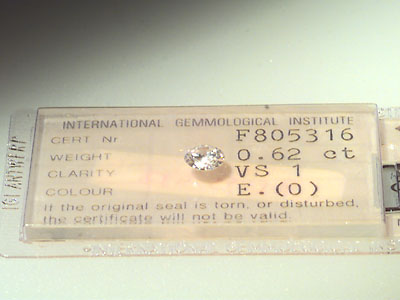 INTERNATIONAL GEMMOLOGICAL INSTITUTE
CERT Nr F805316
WEIGHT 0.62 ct
CLARITY VS 1
COLOUR E.(0)
If the original seal is torn, or disturbed,
the certificate will not be valid.
ANTWERP